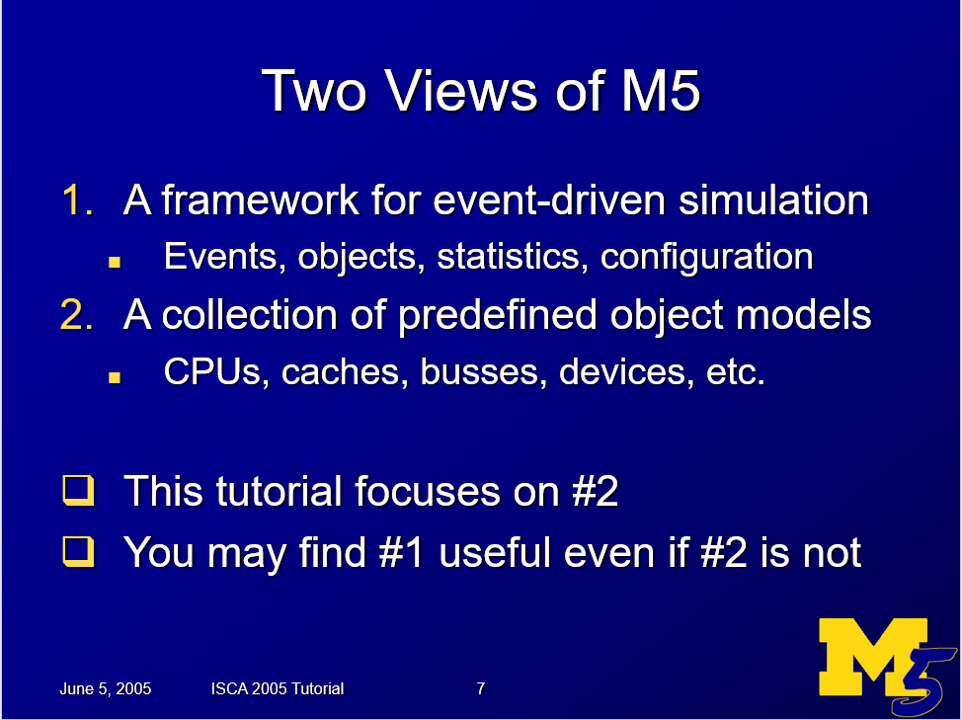 Two Views of M5
1. A framework for event-driven simulation
Events, objects, statistics, configuration
2. A collection of predefined object models
CPUs, caches, busses, devices, etc.
This tutorial focuses on #2
You may find #1 useful even if #2 is not
June 5, 2005 ISCA 2005 Tutorial 7
M5